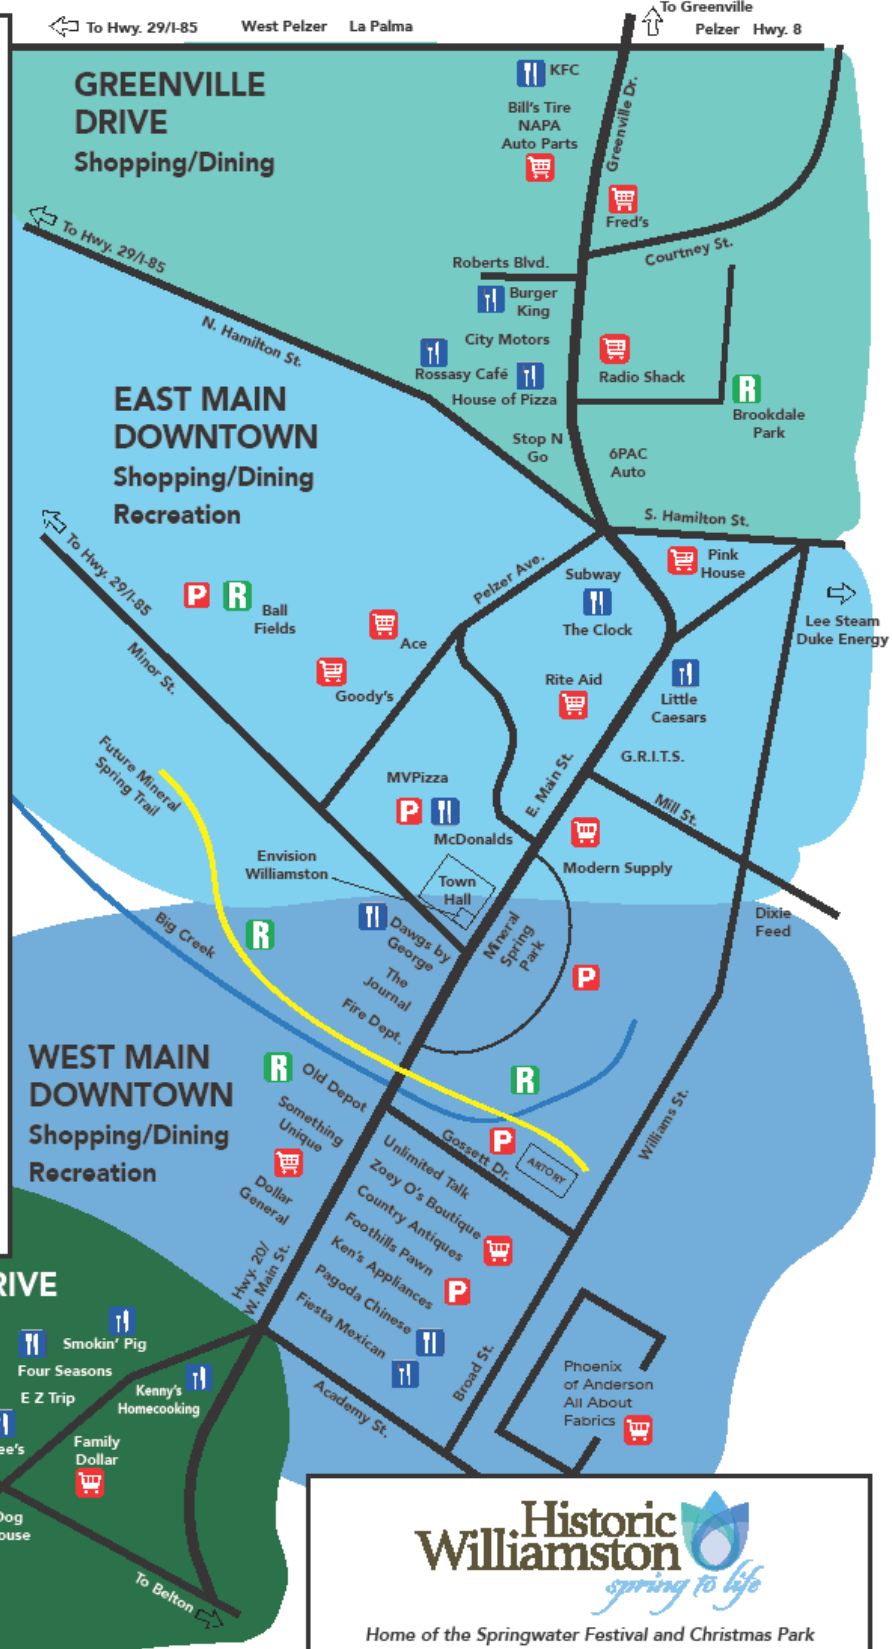 To Greenville
To Hwy. 29/I-85
West Pelzer
La Palma
Pelzer Hwy. 8
GREENVILLE
DRIVE
Shopping/Dining
KFC
Bill's Tire
NAPA
Auto Parts
Greenville Dr.
Fred's
Courtney St.
To Hwy. 29/I-85
N. Hamilton St.
Roberts Blvd.
Burger
King
City Motors
Rossasy Café
House of Pizza
Radio Shack
R
Brookdale
Park
Stop N
Go
6PAC
Auto
EAST MAIN
DOWNTOWN
Shopping/Dining
Recreation
S. Hamilton St.
Pink
House
Lee Steam
Duke Energy
To Hwy. 29/I-85
Minor St.
P
R
Ball
Fields
Ace
Goody's
Pelzer Ave.
Subway
The Clock
Rite Aid
Little
Caesars
G.R.I.T.S.
E. Main St.
Mill St.
Modern Supply
Dixie
Feed
Future Mineral
Spring Trail
MVPizza
P
McDonalds
Envision
Williamston
Town
Hall
Mineral
Spring
Park
P
Big Creek
R
Dawgs by
George
The
Journal
Fire Dept.
WEST MAIN
DOWNTOWN
Shopping/Dining
Recreation
R
Old Depot
Something
Unique
Dollar
General
R
P
Gossett Dr.
ARTORY
Williams St.
Unlimited Talk
Zoey O's Boutique
Country Antiques
Foothills Pawn
Ken's Appliances
P
Pagoda Chinese
Fiesta Mexican
Hwy. 20/
W. Main St.
Broad St.
Academy St.
Phoenix
of Anderson
All About
Fabrics
RIVE
Smokin' Pig
Four Seasons
E Z Trip
Kenny's
Homecooking
ee's
Family
Dollar
Dog
ouse
To Belton
Historic
Williamston
spring to life
Home of the Springwater Festival and Christmas Park